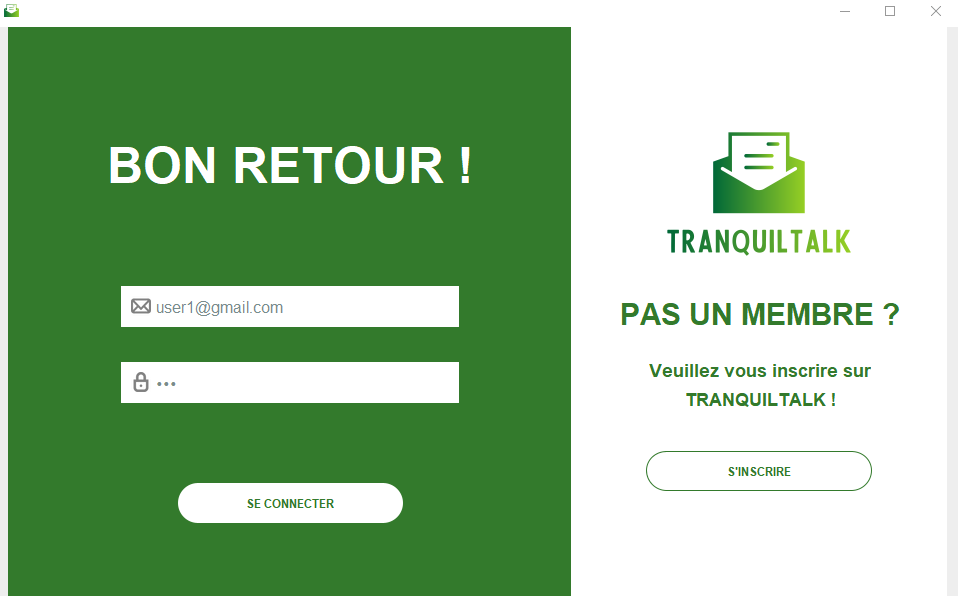 BON RETOUR !
user1@gmail.com
•••
SE CONNECTER
TRANQUILTALK
PAS UN MEMBRE ?
Veuillez vous inscrire sur
TRANQUILTALK !
S'INSCRIRE